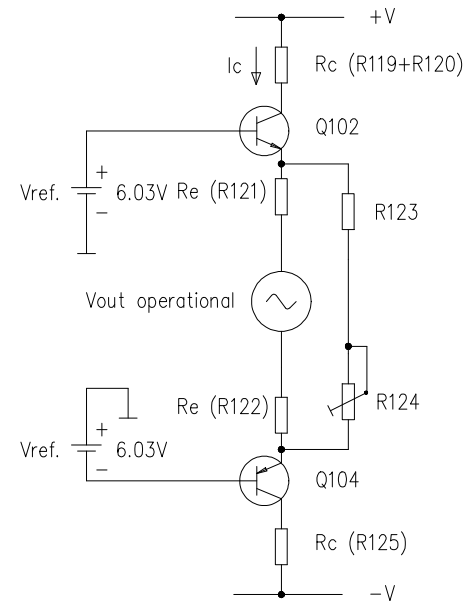 +V
Ic
Rc (R119+R120)
Q102
+
Vref. 6.03V
−
Re (R121)
R123
Vout operational
Re (R122)
R124
+
Vref. 6.03V
−
Q104
Rc (R125)
−V